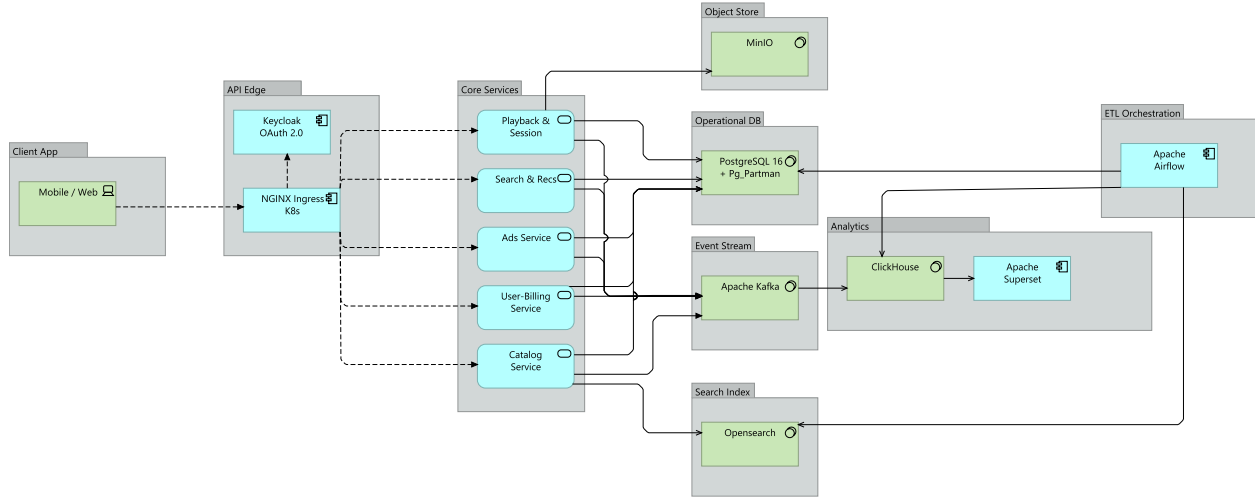 Object Store
MinIO
API Edge
Keycloak
OAuth 2.0
NGINX Ingress
K8s
Client App
Mobile / Web
Core Services
Playback &
Session
Search & Recs
Ads Service
User-Billing
Service
Catalog
Service
Operational DB
PostgreSQL 16
+ Pg_Partman
Event Stream
Apache Kafka
Search Index
Opensearch
Analytics
ClickHouse
Apache
Superset
ETL Orchestration
Apache
Airflow